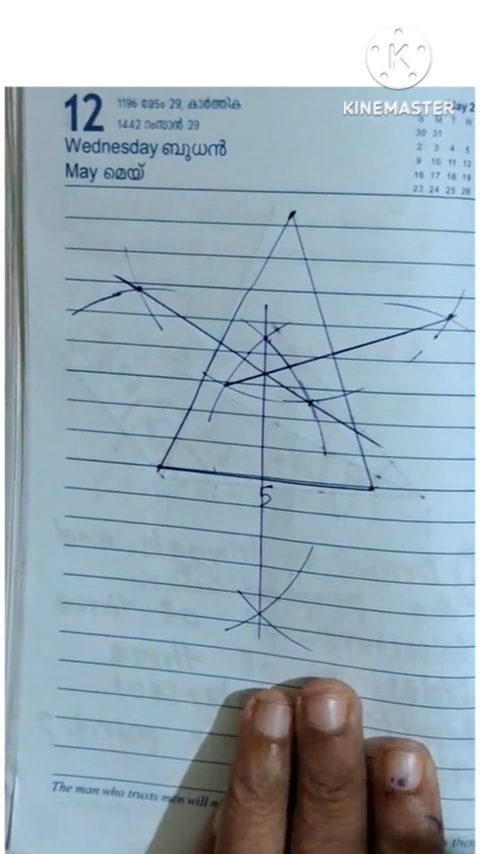 K
KINEMASTER
12
1196 മേടം 29, കാർത്തിക
1442 റംസാൻ 29
Wednesday ബുധൻ
May മെയ്
M T W
30 31
2 3 4 5
9 10 11 12
16 17 18 19
23 24 25 26
5
The man who trusts men will